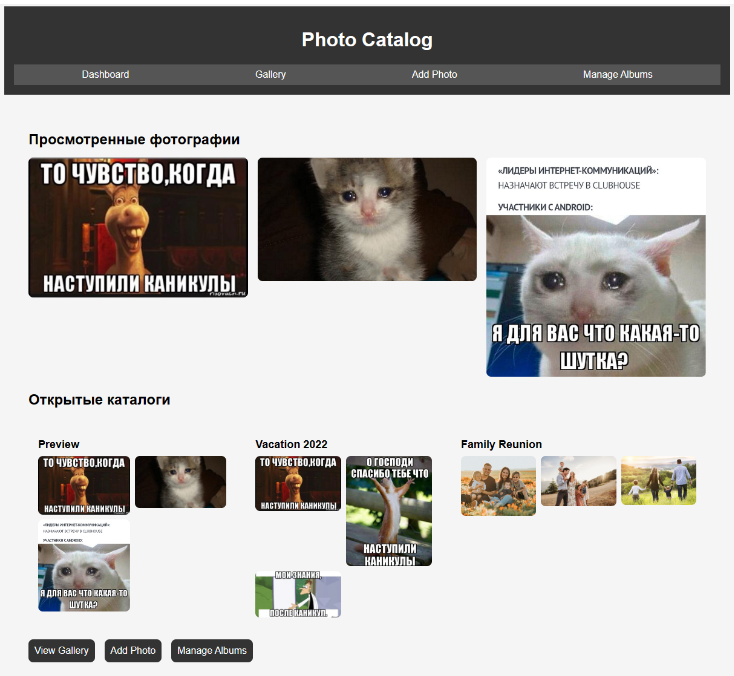 Photo Catalog
Dashboard
Gallery
Add Photo
Manage Albums
Просмотренные фотографии
ТО ЧУВСТВО,КОГДА
НАСТУПИЛИ КАНИКУЛЫ
«ЛИДЕРЫ ИНТЕРНЕТ-КОММУНИКАЦИЙ»:
НАЗНАЧАЮТ ВСТРЕЧУ В CLUBHOUSE
УЧАСТНИКИ С ANDROID:
Я ДЛЯ ВАС ЧТО КАКАЯ-ТО
ШУТКА?
Открытые каталоги
Preview
ТО ЧУВСТВО,КОГДА
НАСТУПИЛИ КАНИКУЛЫ
«ЛИДЕРЫ ИНТЕРНЕТ-КОММУНИКАЦИЙ»:
НАЗНАЧАЮТ ВСТРЕЧУ В CLUBHOUSE
УЧАСТНИКИ С ANDROID:
Я ДЛЯ ВАС ЧТО КАКАЯ-ТО
ШУТКА?
Vacation 2022
ТО ЧУВСТВО,КОГДА
НАСТУПИЛИ КАНИКУЛЫ
О ГОСПОДИ
СПАСИБО ТЕБЕ ЧТО
НАСТУПИЛИ
КАНИКУЛЫ
МОИ ЗНАНИЯ,
ПОСЛЕ КАНИКУЛ.
Family Reunion
View Gallery
Add Photo
Manage Albums